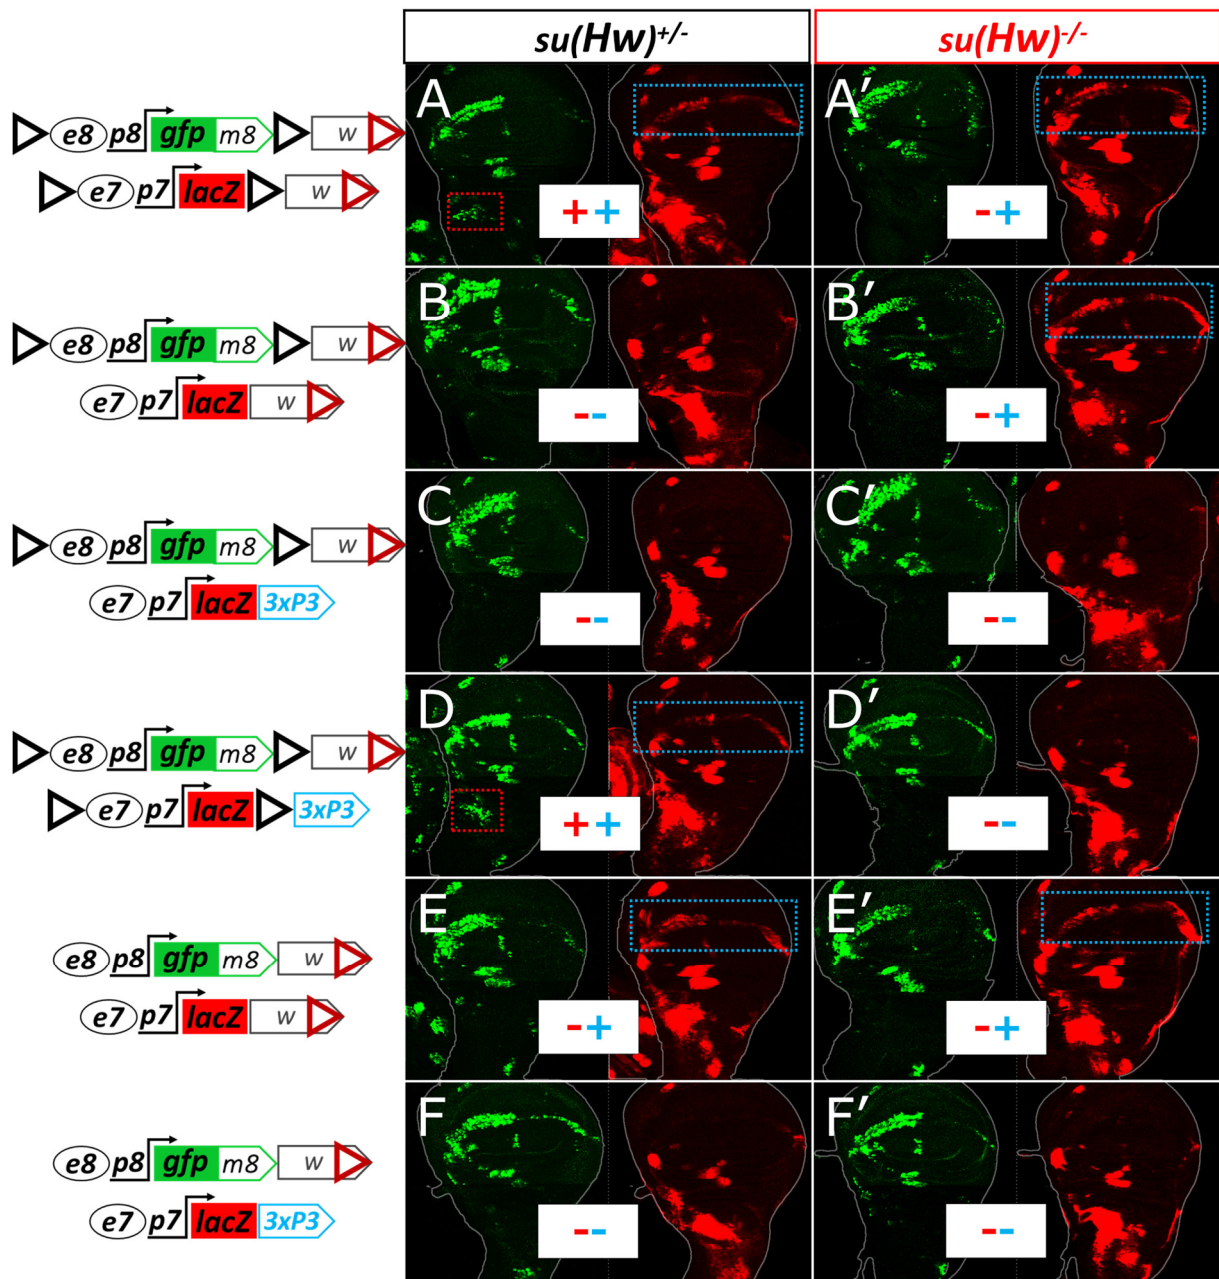 su(Hw)+/- su(Hw)-/-
A A′
e8 p8 gfp m8 w
e7 p7 lacZ w
++ -+
B B′
e8 p8 gfp m8 w
e7 p7 lacZ w
-- -+
C C′
e8 p8 gfp m8 w
e7 p7 lacZ 3xP3
-- --
D D′
e8 p8 gfp m8 w
e7 p7 lacZ 3xP3
++ --
E E′
e8 p8 gfp m8 w
e7 p7 lacZ w
-+ -+
F F′
e8 p8 gfp m8 w
e7 p7 lacZ 3xP3
-- --